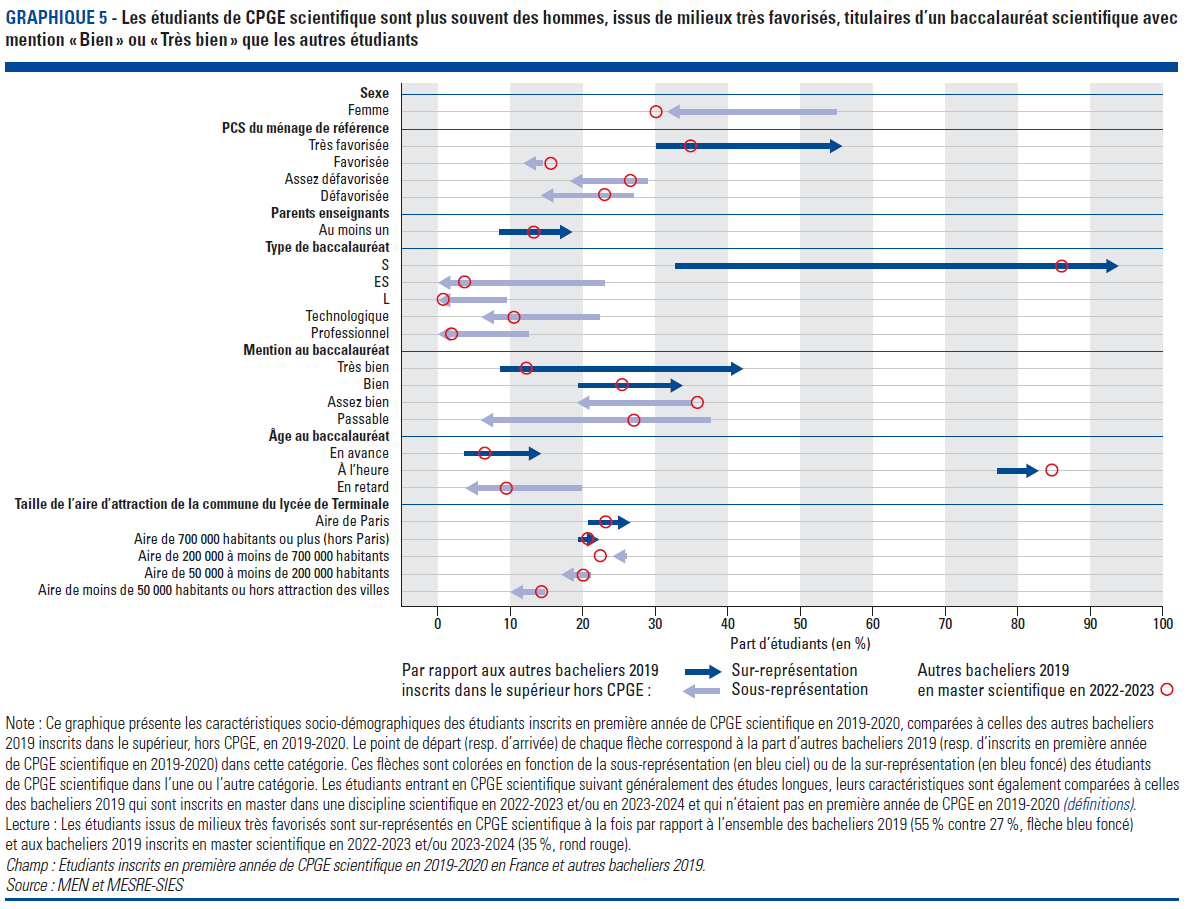 GRAPHIQUE 5 - Les étudiants de CPGE scientifique sont plus souvent des hommes, issus de milieux très favorisés, titulaires d’un baccalauréat scientifique avec
mention « Bien » ou « Très bien » que les autres étudiants
Sexe
Femme
PCS du ménage de référence
Très favorisée
Favorisée
Assez défavorisée
Défavorisée
Parents enseignants
Au moins un
Type de baccalauréat
S
ES
L
Technologique
Professionnel
Mention au baccalauréat
Très bien
Bien
Assez bien
Passable
Âge au baccalauréat
En avance
À l’heure
En retard
Taille de l’aire d’attraction de la commune du lycée de Terminale
Aire de Paris
Aire de 700 000 habitants ou plus (hors Paris)
Aire de 200 000 à moins de 700 000 habitants
Aire de 50 000 à moins de 200 000 habitants
Aire de moins de 50 000 habitants ou hors attraction des villes
0 10 20 30 40 50 60 70 80 90 100
Part d’étudiants (en %)
Par rapport aux autres bacheliers 2019 Sur-représentation Autres bacheliers 2019
inscrits dans le supérieur hors CPGE : Sous-représentation en master scientifique en 2022-2023
Note : Ce graphique présente les caractéristiques socio-démographiques des étudiants inscrits en première année de CPGE scientifique en 2019-2020, comparées à celles des autres bacheliers
2019 inscrits dans le supérieur, hors CPGE, en 2019-2020. Le point de départ (resp. d’arrivée) de chaque flèche correspond à la part d’autres bacheliers 2019 (resp. d’inscrits en première année
de CPGE scientifique en 2019-2020) dans cette catégorie. Ces flèches sont colorées en fonction de la sous-représentation (en bleu ciel) ou de la sur-représentation (en bleu foncé) des étudiants
de CPGE scientifique dans l’une ou l’autre catégorie. Les étudiants entrant en CPGE scientifique suivant généralement des études longues, leurs caractéristiques sont également comparées à celles
des bacheliers 2019 qui sont inscrits en master dans une discipline scientifique en 2022-2023 et/ou en 2023-2024 et qui n’étaient pas en première année de CPGE en 2019-2020 (définitions).
Lecture : Les étudiants issus de milieux très favorisés sont sur-représentés en CPGE scientifique à la fois par rapport à l’ensemble des bacheliers 2019 (55 % contre 27 %, flèche bleu foncé)
et aux bacheliers 2019 inscrits en master scientifique en 2022-2023 et/ou 2023-2024 (35 %, rond rouge).
Champ : Etudiants inscrits en première année de CPGE scientifique en 2019-2020 en France et autres bacheliers 2019.
Source : MEN et MESRE-SIES